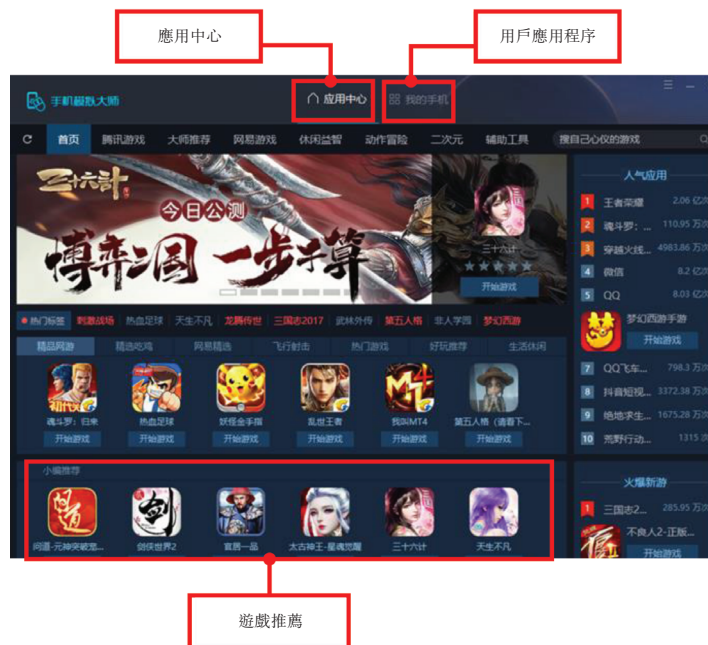 應用中心
用戶應用程序
手机模拟大师
应用中心
我的手机
首页 腾讯游戏 大师推荐 网易游戏 休闲益智 动作冒险 二次元 辅助工具 搜自己心仪的游戏
三十六計
今日公测
博弈三国 一步千算
三十六计
开始游戏
热门标签 刺激战场 热血足球 天生不凡 龙腾传世 三国志2017 武林外传 第五人格 非人学园 梦幻西游
精品网游 精选吃鸡 网易精选 飞行射击 热门游戏 好玩推荐 生活休闲
魂斗罗：归来 热血足球 妖怪金手指 乱世王者 我叫MT4 第五人格（请看下...
开始游戏 开始游戏 开始游戏 开始游戏 开始游戏 开始游戏
小编推荐
问道-元神突破宽... 剑侠世界2 官居一品 太古神王-星魂觉醒 三十六计 天生不凡
人气应用
1 王者荣耀 2.06 亿次
2 魂斗罗：... 110.95 万次
3 穿越火线... 4983.86 万次
4 微信 8.2 亿次
5 QQ 8.03 亿次
梦幻西游手游
开始游戏
7 QQ飞车... 798.3 万次
8 抖音短视... 3372.38 万次
9 绝地求生... 1675.28 万次
10 荒野行动... 1315
火爆新游
1 三国志2... 285.95 万次
不良人2-正版...
开始游戏
遊戲推薦